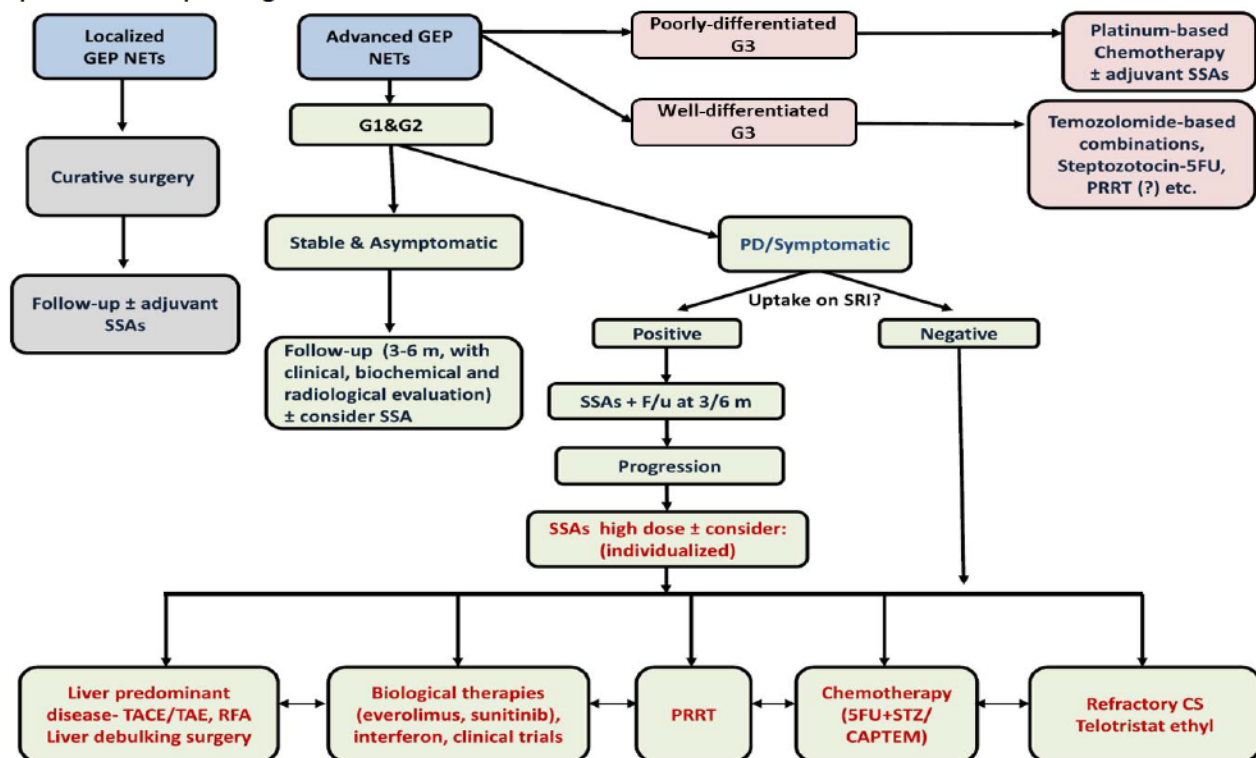 Localized
GEP NETs
Advanced GEP
NETs
Poorly-differentiated
G3
Platinum-based
Chemotherapy
± adjuvant SSAs
G1&G2
Well-differentiated
G3
Temozolomide-based
combinations,
Steptozotocin-5FU,
PRRT (?) etc.
Curative surgery
Stable & Asymptomatic
PD/Symptomatic
Follow-up ± adjuvant
SSAs
Uptake on SRI?
Positive
Negative
Follow-up (3-6 m, with
clinical, biochemical and
radiological evaluation)
± consider SSA
SSAs + F/u at 3/6 m
Progression
SSAs high dose ± consider:
(individualized)
Liver predominant
disease- TACE/TAE, RFA
Liver debulking surgery
Biological therapies
(everolimus, sunitinib),
interferon, clinical trials
PRRT
Chemotherapy
(5FU+STZ/
CAPTEM)
Refractory CS
Telotristat ethyl